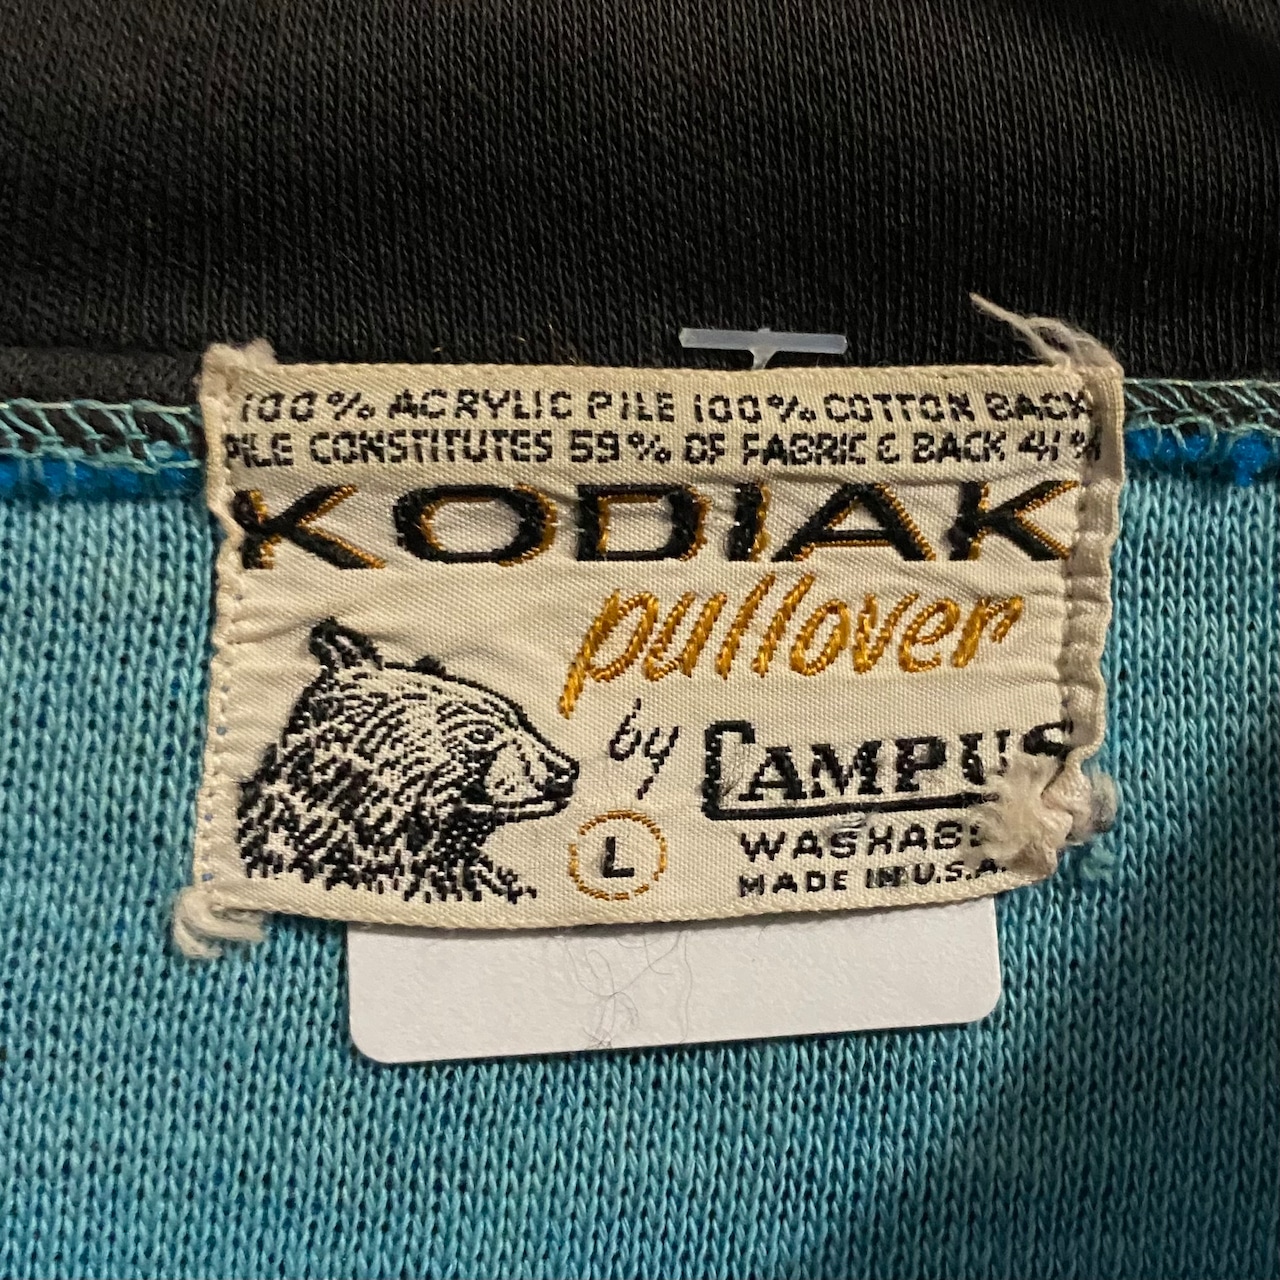 100% ACRYLIC PILE 100% COTTON BACK
PILE CONSTITUTES 59% OF FABRIC & BACK 41%
KODIAK
pullover
by CAMPUS
L
WASHABL
MADE IN U.S.A.